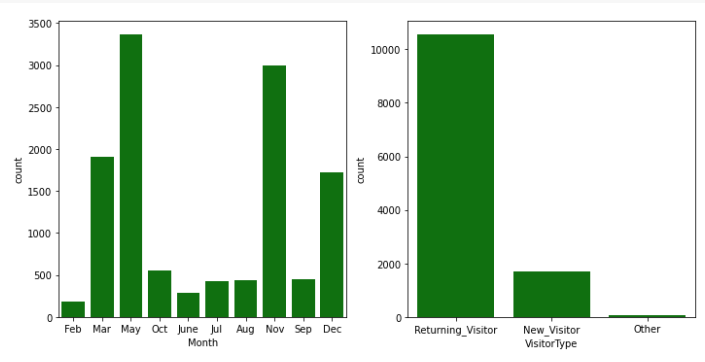 3500
3000
2500
2000
1500
1000
500
0
count
Feb Mar May Oct June Jul Aug Nov Sep Dec
Month
10000
8000
6000
4000
2000
0
count
Returning_Visitor New_Visitor Other
VisitorType